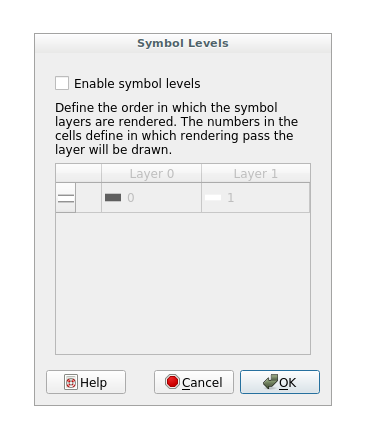 Symbol Levels
Enable symbol levels
Define the order in which the symbol
layers are rendered. The numbers in the
cells define in which rendering pass the
layer will be drawn.
Layer 0 Layer 1
0 1
Help Cancel OK